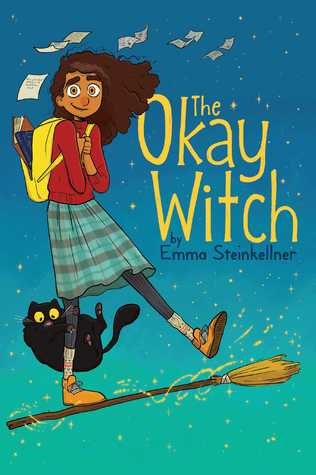 The
Okay
Witch
by
Emma Steinkellner